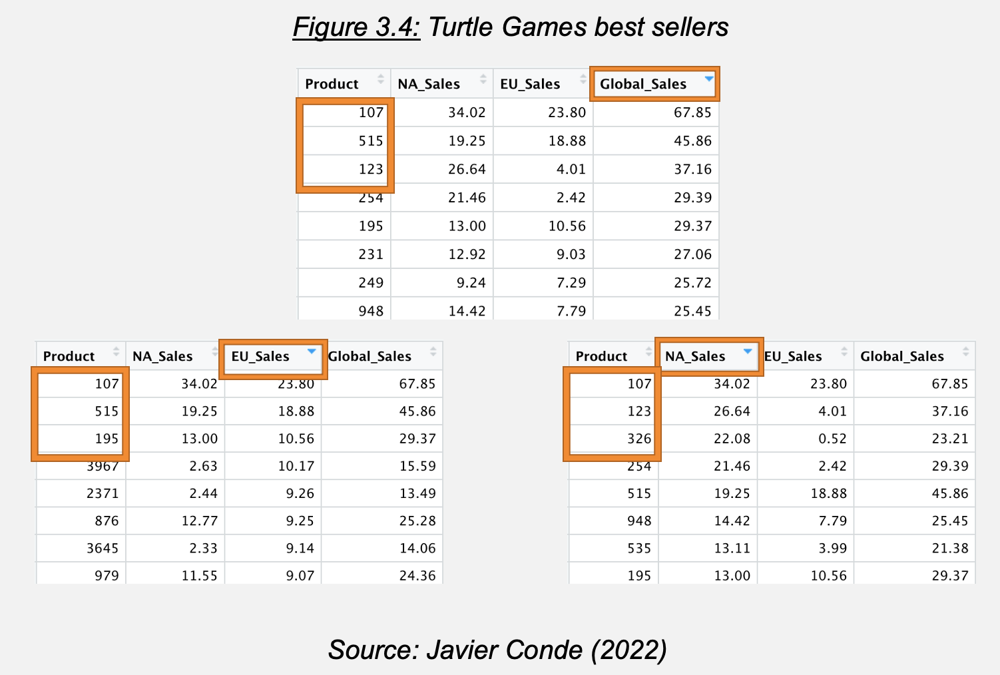 Figure 3.4: Turtle Games best sellers
Product NA_Sales EU_Sales Global_Sales
107 34.02 23.80 67.85
515 19.25 18.88 45.86
123 26.64 4.01 37.16
254 21.46 2.42 29.39
195 13.00 10.56 29.37
231 12.92 9.03 27.06
249 9.24 7.29 25.72
948 14.42 7.79 25.45
Product NA_Sales EU_Sales Global_Sales
107 34.02 23.80 67.85
515 19.25 18.88 45.86
195 13.00 10.56 29.37
3967 2.63 10.17 15.59
2371 2.44 9.26 13.49
876 12.77 9.25 25.28
3645 2.33 9.14 14.06
979 11.55 9.07 24.36
Product NA_Sales EU_Sales Global_Sales
107 34.02 23.80 67.85
123 26.64 4.01 37.16
326 22.08 0.52 23.21
254 21.46 2.42 29.39
515 19.25 18.88 45.86
948 14.42 7.79 25.45
535 13.11 3.99 21.38
195 13.00 10.56 29.37
Source: Javier Conde (2022)